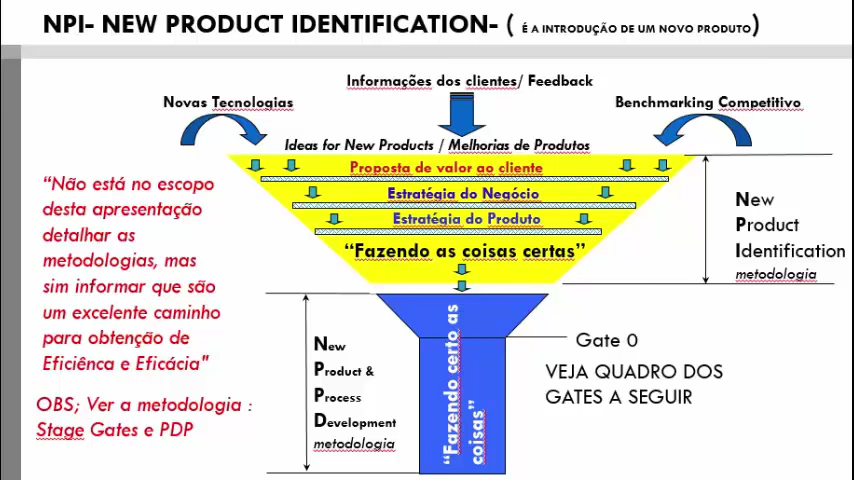 NPI- NEW PRODUCT IDENTIFICATION- ( É A INTRODUÇÃO DE UM NOVO PRODUTO)
Informações dos clientes/ Feedback
Novas Tecnologias
Benchmarking Competitivo
Ideas for New Products / Melhorias de Produtos
Proposta de valor ao cliente
Estratégia do Negócio
Estratégia do Produto
“Fazendo as coisas certas”
New
Product
Identification
metodologia
“Não está no escopo
desta apresentação
detalhar as
metodologias, mas
sim informar que são
um excelente caminho
para obtenção de
Eficiênca e Eficácia"
OBS; Ver a metodologia :
Stage Gates e PDP
New
Product &
Process
Development
metodologia
“Fazendo certo as
coisas”
Gate 0
VEJA QUADRO DOS
GATES A SEGUIR